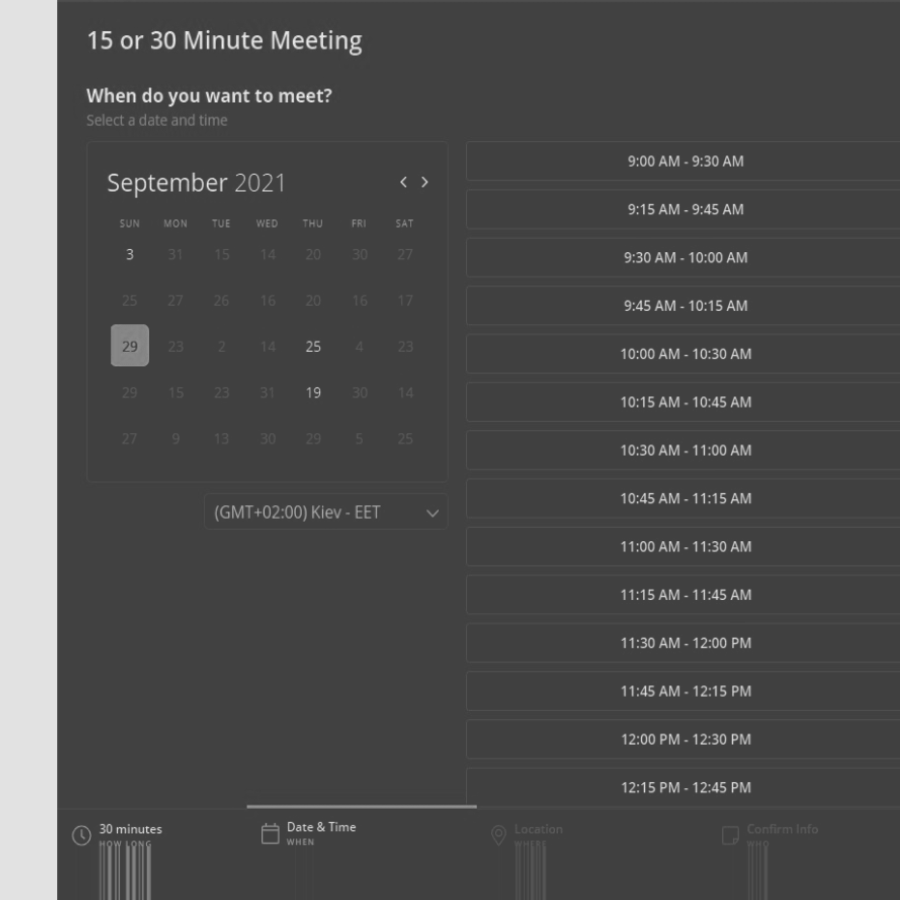 15 or 30 Minute Meeting
When do you want to meet?
Select a date and time
September 2021
SUN MON TUE WED THU FRI SAT
3 31 15 14 20 30 27
25 27 26 16 20 16 17
29 23 2 14 25 4 23
29 15 23 31 19 30 14
27 9 13 30 29 5 25
(GMT+02:00) Kiev - EET
9:00 AM - 9:30 AM
9:15 AM - 9:45 AM
9:30 AM - 10:00 AM
9:45 AM - 10:15 AM
10:00 AM - 10:30 AM
10:15 AM - 10:45 AM
10:30 AM - 11:00 AM
10:45 AM - 11:15 AM
11:00 AM - 11:30 AM
11:15 AM - 11:45 AM
11:30 AM - 12:00 PM
11:45 AM - 12:15 PM
12:00 PM - 12:30 PM
12:15 PM - 12:45 PM
30 minutes
HOW LONG
Date & Time
WHEN
Location
WHERE
Confirm Info
WHO